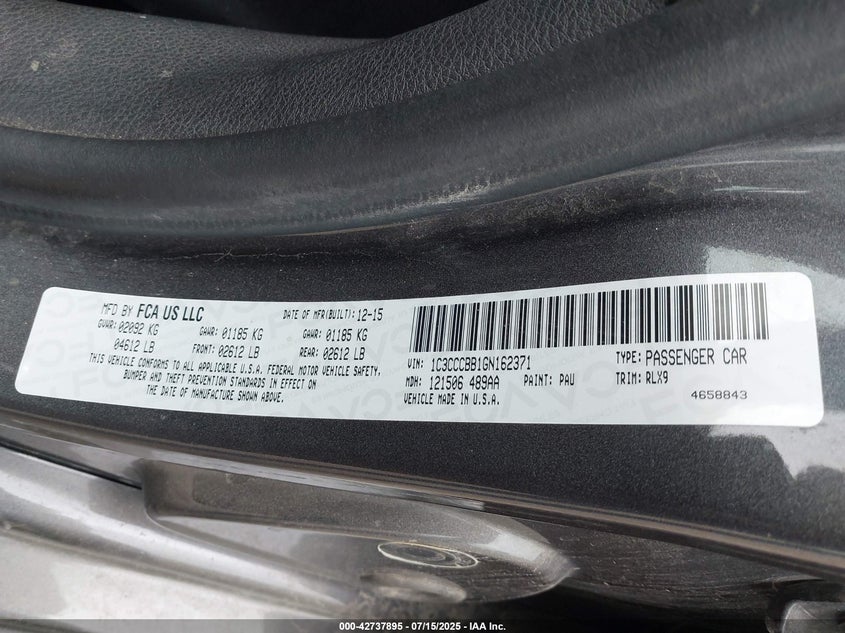 MFD BY FCA US LLC
DATE OF MFR(BUILT): 12-15
GVWR: 02092 KG
GAWR: 01185 KG
GAWR: 01185 KG
04612 LB
FRONT: 02612 LB
REAR: 02612 LB
THIS VEHICLE CONFORMS TO ALL APPLICABLE U.S.A. FEDERAL MOTOR VEHICLE SAFETY,
BUMPER AND THEFT PREVENTION STANDARDS IN EFFECT ON
THE DATE OF MANUFACTURE SHOWN ABOVE.
VIN: 1C3CCCBB1GN162371
TYPE: PASSENGER CAR
MDH: 121506 489AA
PAINT: PAU
TRIM: RLX9
VEHICLE MADE IN U.S.A.
4658843
000-42737895 - 07/15/2025 - IAA Inc.